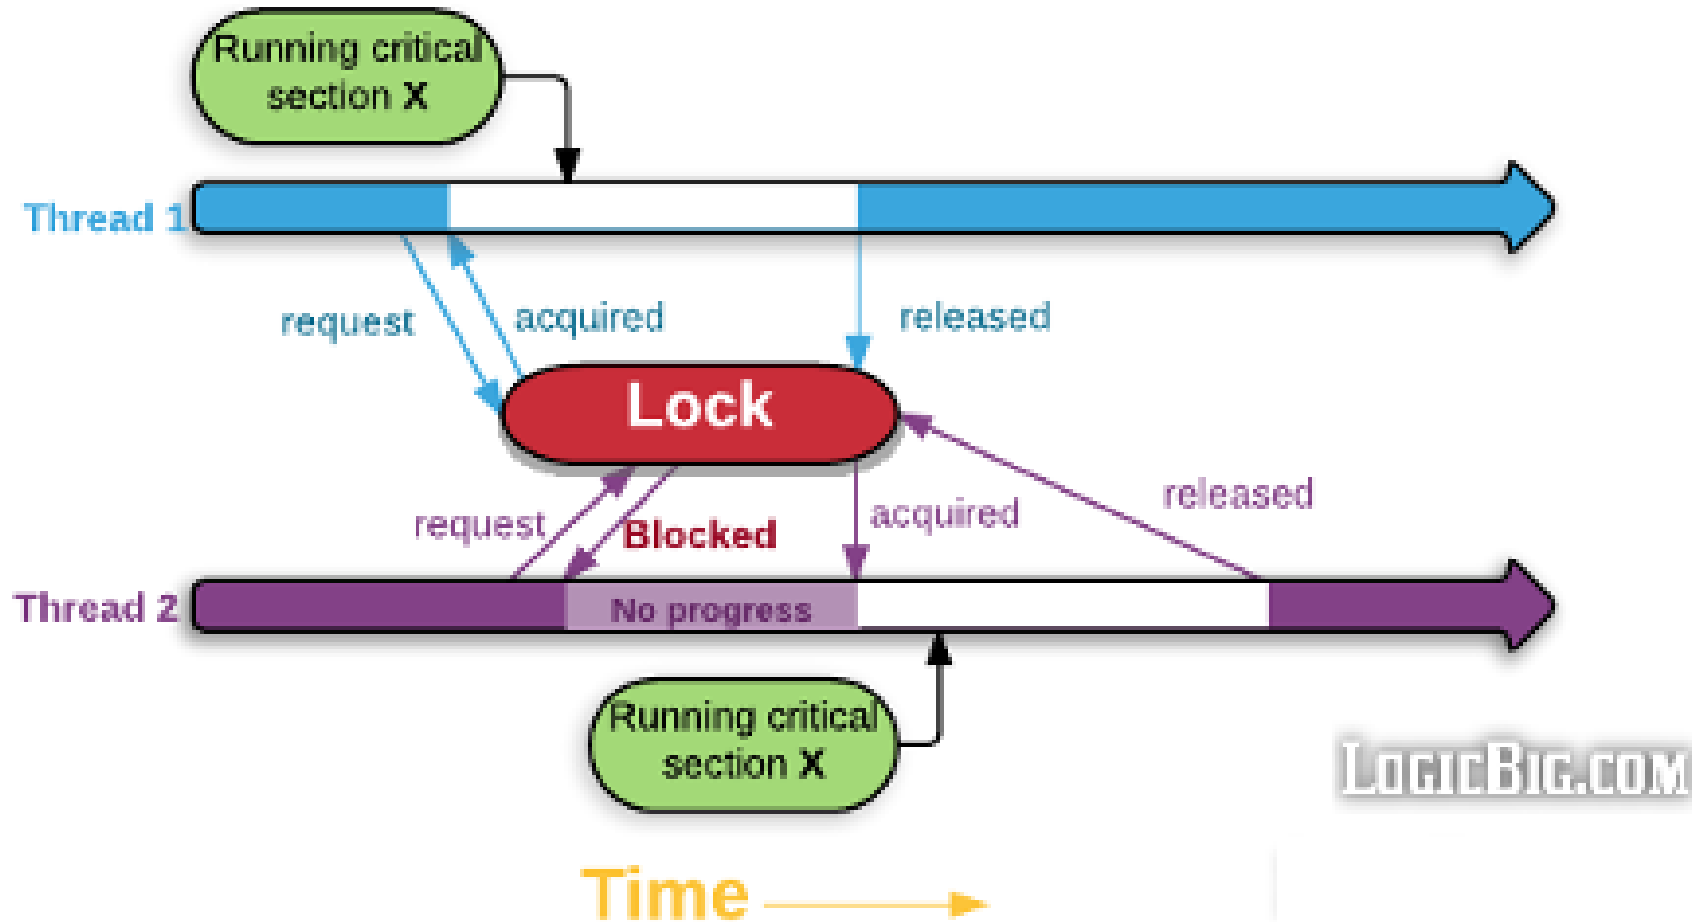 Running critical
section X
Thread 1
request
acquired
released
Lock
request
Blocked
acquired
released
Thread 2
No progress
Running critical
section X
LogicBig.com
Time